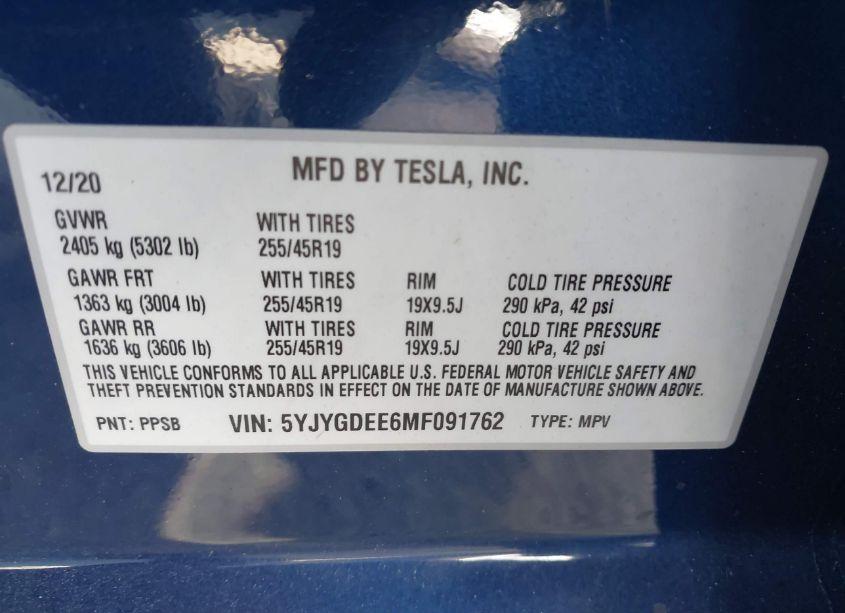 12/20 MFD BY TESLA, INC.
GVWR WITH TIRES
2405 kg (5302 lb) 255/45R19
GAWR FRT WITH TIRES RIM COLD TIRE PRESSURE
1363 kg (3004 lb) 255/45R19 19X9.5J 290 kPa, 42 psi
GAWR RR WITH TIRES RIM COLD TIRE PRESSURE
1636 kg (3606 lb) 255/45R19 19X9.5J 290 kPa, 42 psi
THIS VEHICLE CONFORMS TO ALL APPLICABLE U.S. FEDERAL MOTOR VEHICLE SAFETY AND
THEFT PREVENTION STANDARDS IN EFFECT ON THE DATE OF MANUFACTURE SHOWN ABOVE.
PNT: PPSB VIN: 5YJYGDEE6MF091762 TYPE: MPV